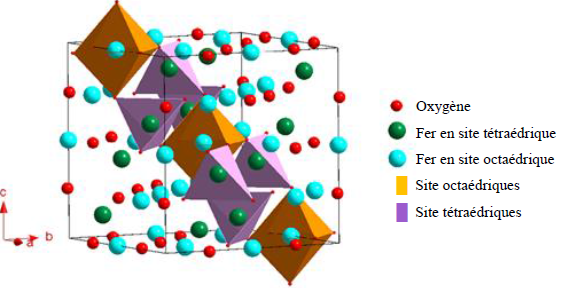 Oxygène
Fer en site tétraédrique
Fer en site octaédrique
Site octaédriques
Site tétraédriques
c
a
b